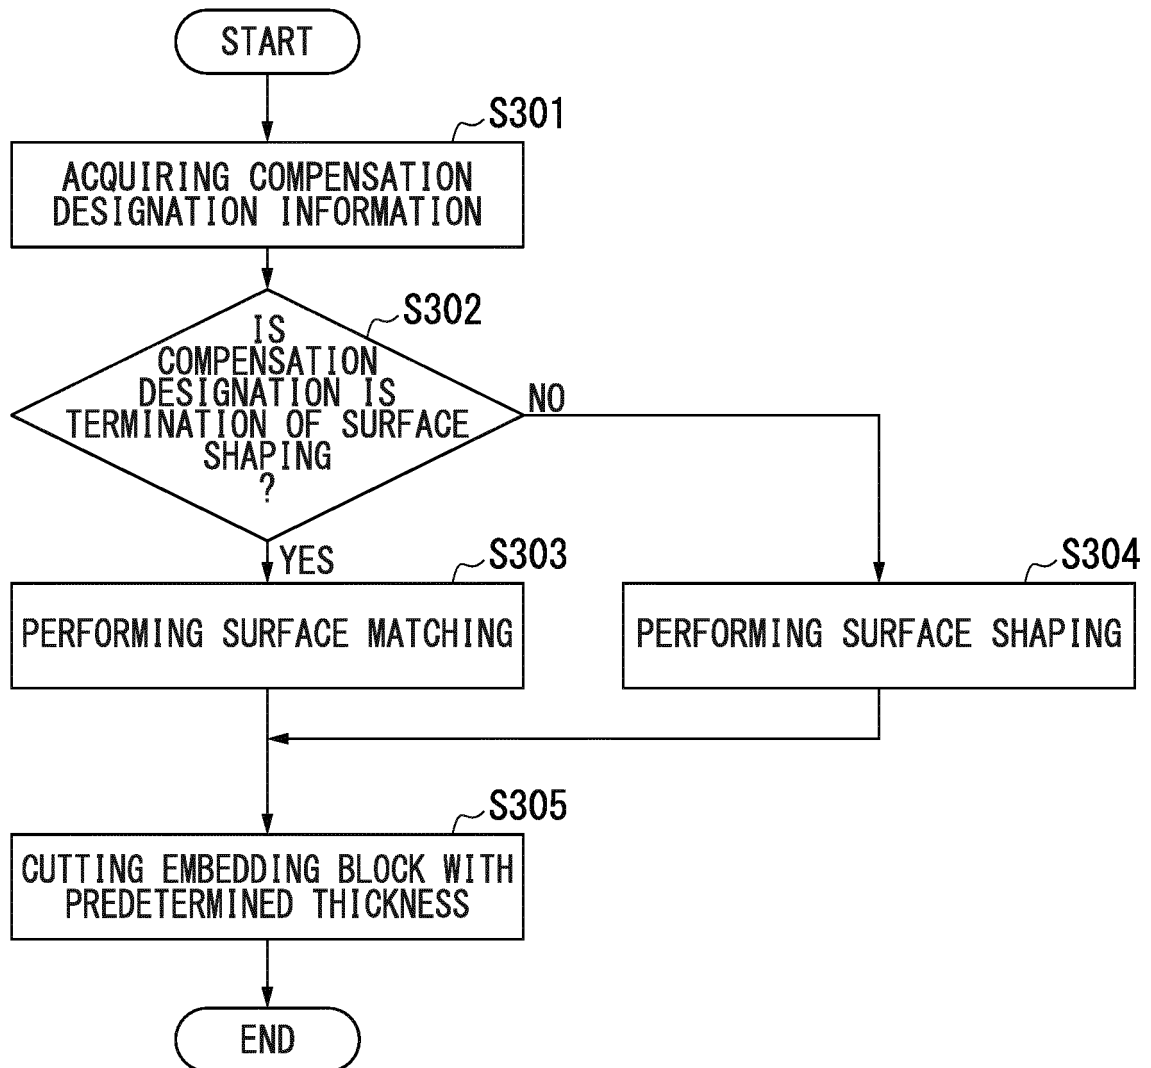 START
S301
ACQUIRING COMPENSATION
DESIGNATION INFORMATION
S302
IS
COMPENSATION
DESIGNATION IS
TERMINATION OF SURFACE
SHAPING
?
NO
YES
S303
PERFORMING SURFACE MATCHING
S304
PERFORMING SURFACE SHAPING
S305
CUTTING EMBEDDING BLOCK WITH
PREDETERMINED THICKNESS
END